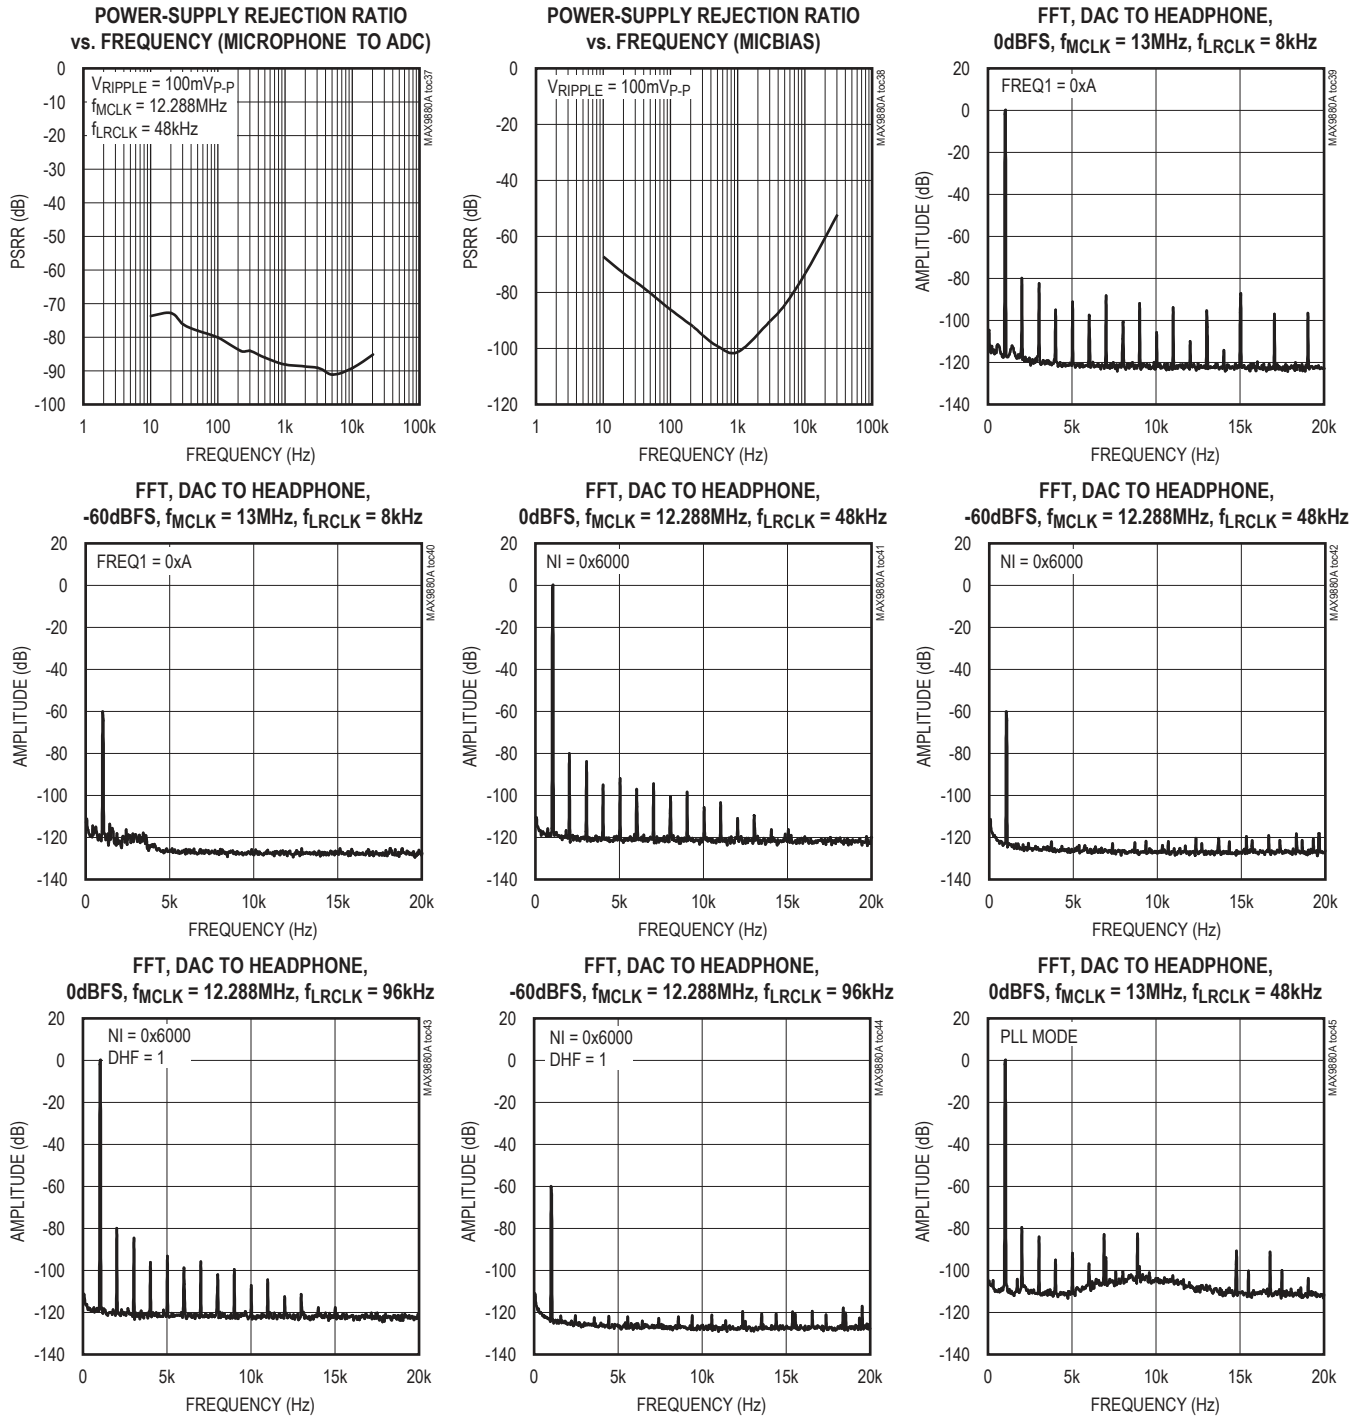 POWER-SUPPLY REJECTION RATIO
vs. FREQUENCY (MICROPHONE TO ADC)
VRIPPLE = 100mVP-P
fMCLK = 12.288MHz
fLRCLK = 48kHz
MAX9880A toc37
PSRR (dB)
0
-10
-20
-30
-40
-50
-60
-70
-80
-90
-100
1
10
100
1k
10k
100k
FREQUENCY (Hz)
POWER-SUPPLY REJECTION RATIO
vs. FREQUENCY (MICBIAS)
VRIPPLE = 100mVP-P
MAX9880A toc38
PSRR (dB)
0
-20
-40
-60
-80
-100
-120
1
10
100
1k
10k
100k
FREQUENCY (Hz)
FFT, DAC TO HEADPHONE,
0dBFS, fMCLK = 13MHz, fLRCLK = 8kHz
FREQ1 = 0xA
MAX9880A toc39
AMPLITUDE (dB)
20
0
-20
-40
-60
-80
-100
-120
-140
0
5k
10k
15k
20k
FREQUENCY (Hz)
FFT, DAC TO HEADPHONE,
-60dBFS, fMCLK = 13MHz, fLRCLK = 8kHz
FREQ1 = 0xA
MAX9880A toc40
AMPLITUDE (dB)
20
0
-20
-40
-60
-80
-100
-120
-140
0
5k
10k
15k
20k
FREQUENCY (Hz)
FFT, DAC TO HEADPHONE,
0dBFS, fMCLK = 12.288MHz, fLRCLK = 48kHz
NI = 0x6000
MAX9880A toc41
AMPLITUDE (dB)
20
0
-20
-40
-60
-80
-100
-120
-140
0
5k
10k
15k
20k
FREQUENCY (Hz)
FFT, DAC TO HEADPHONE,
-60dBFS, fMCLK = 12.288MHz, fLRCLK = 48kHz
NI = 0x6000
MAX9880A toc42
AMPLITUDE (dB)
20
0
-20
-40
-60
-80
-100
-120
-140
0
5k
10k
15k
20k
FREQUENCY (Hz)
FFT, DAC TO HEADPHONE,
0dBFS, fMCLK = 12.288MHz, fLRCLK = 96kHz
NI = 0x6000
DHF = 1
MAX9880A toc43
AMPLITUDE (dB)
20
0
-20
-40
-60
-80
-100
-120
-140
0
5k
10k
15k
20k
FREQUENCY (Hz)
FFT, DAC TO HEADPHONE,
-60dBFS, fMCLK = 12.288MHz, fLRCLK = 96kHz
NI = 0x6000
DHF = 1
MAX9880A toc44
AMPLITUDE (dB)
20
0
-20
-40
-60
-80
-100
-120
-140
0
5k
10k
15k
20k
FREQUENCY (Hz)
FFT, DAC TO HEADPHONE,
0dBFS, fMCLK = 13MHz, fLRCLK = 48kHz
PLL MODE
MAX9880A toc45
AMPLITUDE (dB)
20
0
-20
-40
-60
-80
-100
-120
-140
0
5k
10k
15k
20k
FREQUENCY (Hz)